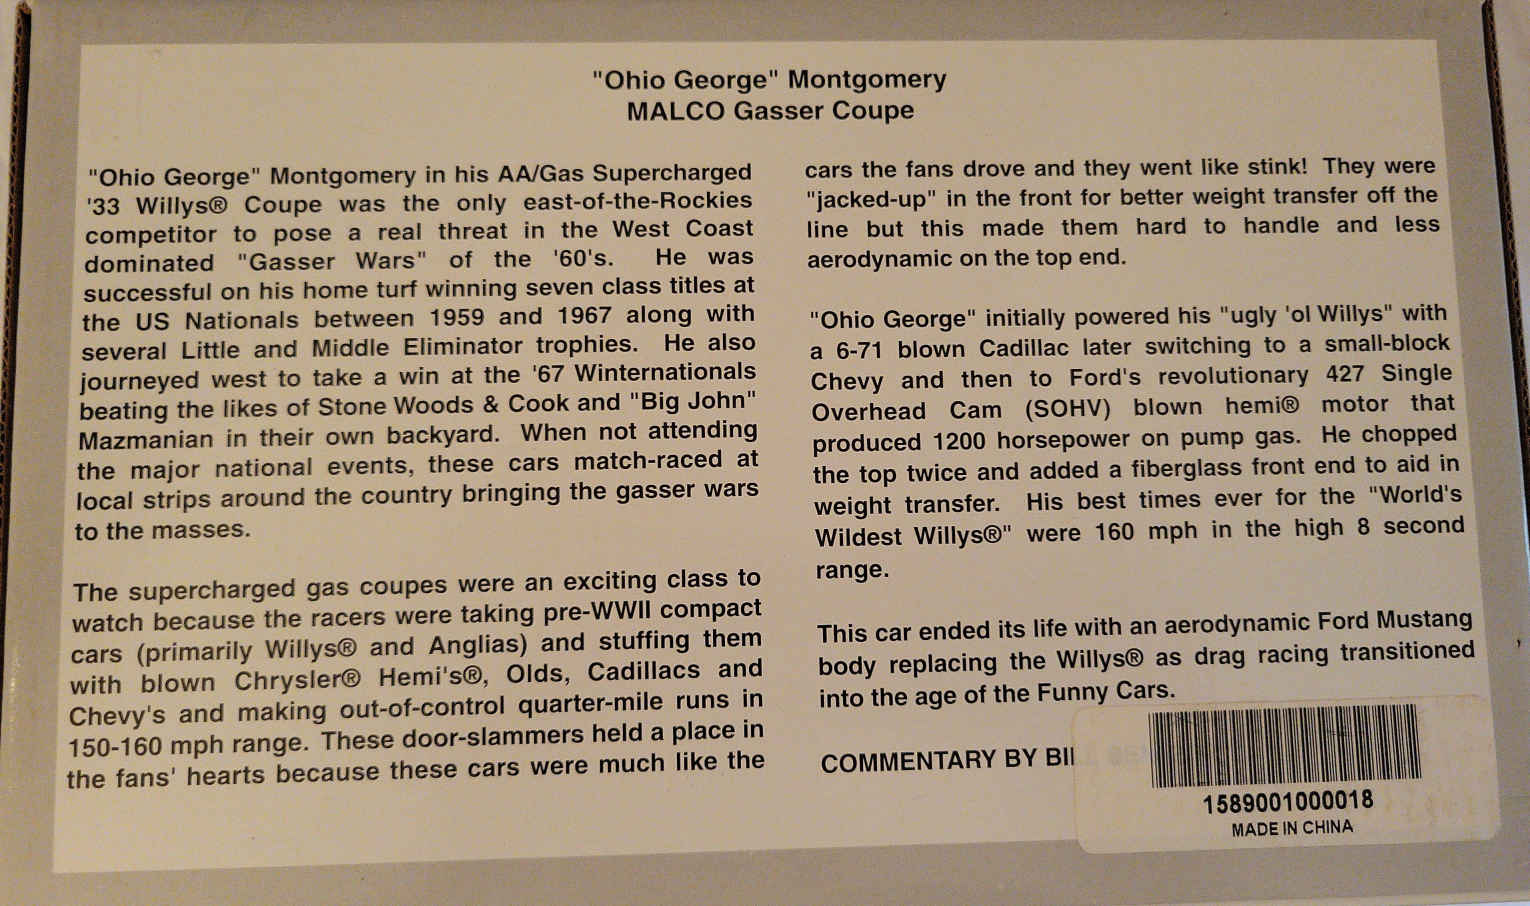 "Ohio George" Montgomery
MALCO Gasser Coupe
"Ohio George" Montgomery in his AA/Gas Supercharged
'33 Willys® Coupe was the only east-of-the-Rockies
competitor to pose a real threat in the West Coast
dominated "Gasser Wars" of the '60's. He was
successful on his home turf winning seven class titles at
the US Nationals between 1959 and 1967 along with
several Little and Middle Eliminator trophies. He also
journeyed west to take a win at the '67 Winternationals
beating the likes of Stone Woods & Cook and "Big John"
Mazmanian in their own backyard. When not attending
the major national events, these cars match-raced at
local strips around the country bringing the gasser wars
to the masses.
The supercharged gas coupes were an exciting class to
watch because the racers were taking pre-WWII compact
cars (primarily Willys® and Anglias) and stuffing them
with blown Chrysler® Hemi's®, Olds, Cadillacs and
Chevy's and making out-of-control quarter-mile runs in
150-160 mph range. These door-slammers held a place in
the fans' hearts because these cars were much like the
cars the fans drove and they went like stink! They were
"jacked-up" in the front for better weight transfer off the
line but this made them hard to handle and less
aerodynamic on the top end.
"Ohio George" initially powered his "ugly 'ol Willys" with
a 6-71 blown Cadillac later switching to a small-block
Chevy and then to Ford's revolutionary 427 Single
Overhead Cam (SOHV) blown hemi® motor that
produced 1200 horsepower on pump gas. He chopped
the top twice and added a fiberglass front end to aid in
weight transfer. His best times ever for the "World's
Wildest Willys®" were 160 mph in the high 8 second
range.
This car ended its life with an aerodynamic Ford Mustang
body replacing the Willys® as drag racing transitioned
into the age of the Funny Cars.
COMMENTARY BY
1589001000018
MADE IN CHINA